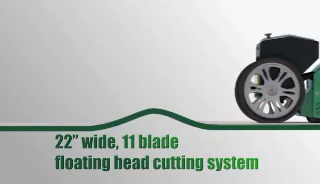 22" wide, 11 blade
floating head cutting system